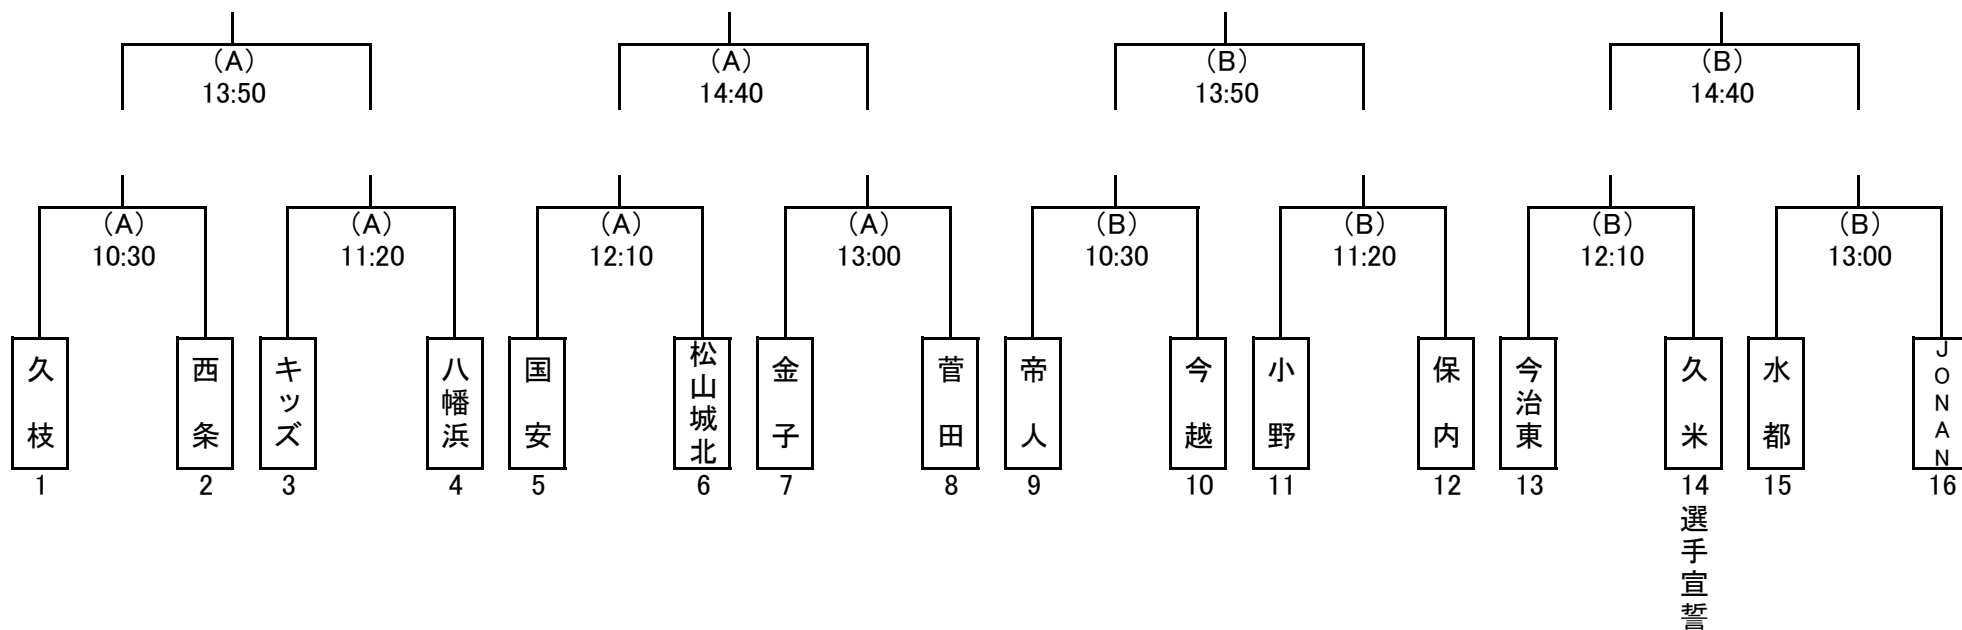 (A) (A) (B) (B)
13:50 14:40 13:50 14:40
(A) (A) (A) (A) (B) (B) (B) (B)
10:30 11:20 12:10 13:00 10:30 11:20 12:10 13:00
久枝
西条
キッズ
八幡浜
国安
松山城北
金子
菅田
帝人
今越
小野
保内
今治東
久米
水都
JONAN
1 2 3 4 5 6 7 8 9 10 11 12 13 14 15 16
選手宣誓